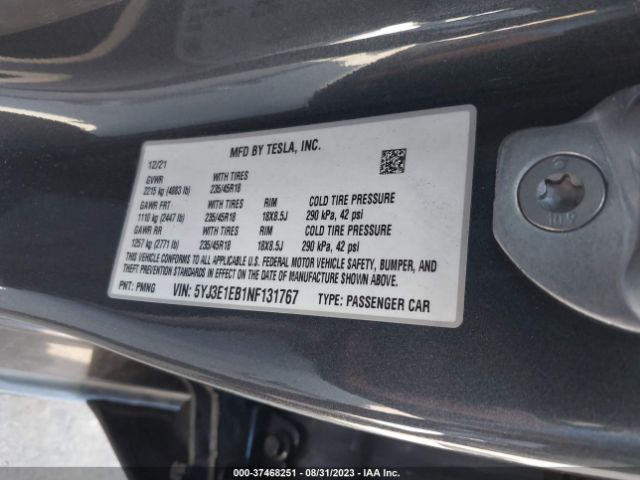 MFD BY TESLA, INC.
12/21
GVWR WITH TIRES
2215 kg (4883 lb) 235/45R18
GAWR FRT WITH TIRES RIM COLD TIRE PRESSURE
1110 kg (2447 lb) 235/45R18 18X8.5J 290 kPa, 42 psi
GAWR RR WITH TIRES RIM COLD TIRE PRESSURE
1257 kg (2771 lb) 235/45R18 18X8.5J 290 kPa, 42 psi
THIS VEHICLE CONFORMS TO ALL APPLICABLE U.S. FEDERAL MOTOR VEHICLE SAFETY, BUMPER, AND
THEFT PREVENTION STANDARDS IN EFFECT ON THE DATE OF MANUFACTURE SHOWN ABOVE.
PNT: PMNG VIN: 5YJ3E1EB1NF131767 TYPE: PASSENGER CAR
10.9
000-37468251 - 08/31/2023 - IAA Inc.